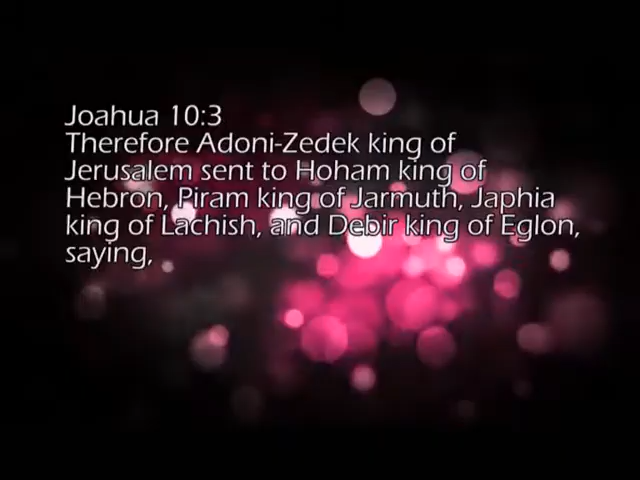 Joahua 10:3
Therefore Adoni-Zedek king of
Jerusalem sent to Hoham king of
Hebron, Piram king of Jarmuth, Japhia
king of Lachish, and Debir king of Eglon,
saying,